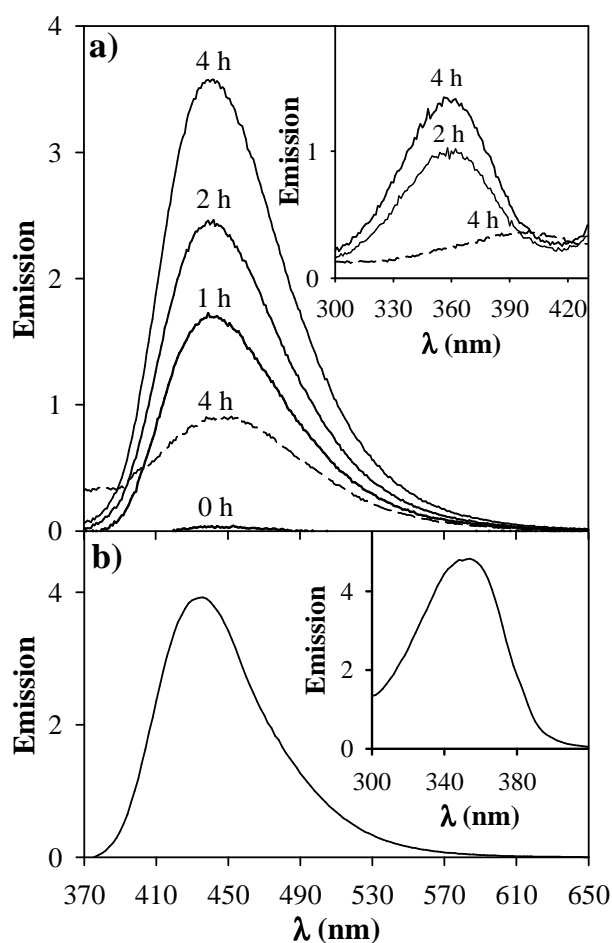 a)
Emission
4
3
2
1
0
4 h
2 h
1 h
4 h
0 h
Emission
1
0
4 h
2 h
4 h
300 330 360 390 420
λ (nm)
b)
Emission
4
2
0
Emission
4
2
0
300 340 380
λ (nm)
370 410 450 490 530 570 610 650
λ (nm)